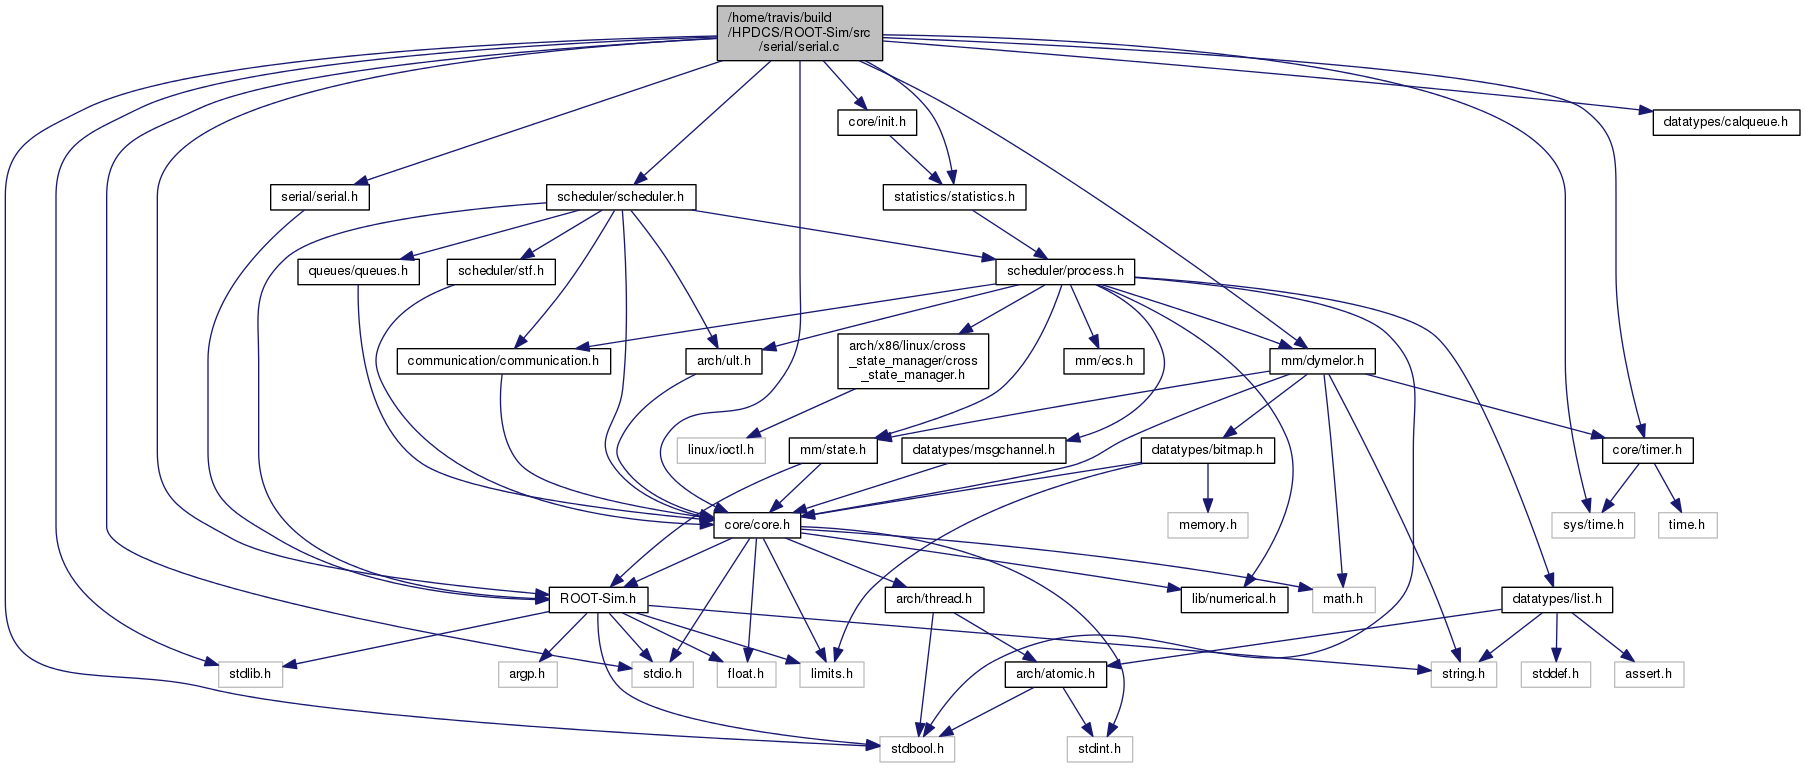 /home/travis/build
/HPDCS/ROOT-Sim/src
/serial/serial.c
core/init.h
datatypes/calqueue.h
serial/serial.h
scheduler/scheduler.h
statistics/statistics.h
queues/queues.h
scheduler/stf.h
scheduler/process.h
communication/communication.h
arch/ult.h
arch/x86/linux/cross
_state_manager/cross
_state_manager.h
mm/ecs.h
mm/dymelor.h
linux/ioctl.h
mm/state.h
datatypes/msgchannel.h
datatypes/bitmap.h
core/timer.h
core/core.h
memory.h
sys/time.h
time.h
ROOT-Sim.h
arch/thread.h
lib/numerical.h
math.h
datatypes/list.h
stdlib.h
argp.h
stdio.h
float.h
limits.h
arch/atomic.h
string.h
stddef.h
assert.h
stdbool.h
stdint.h